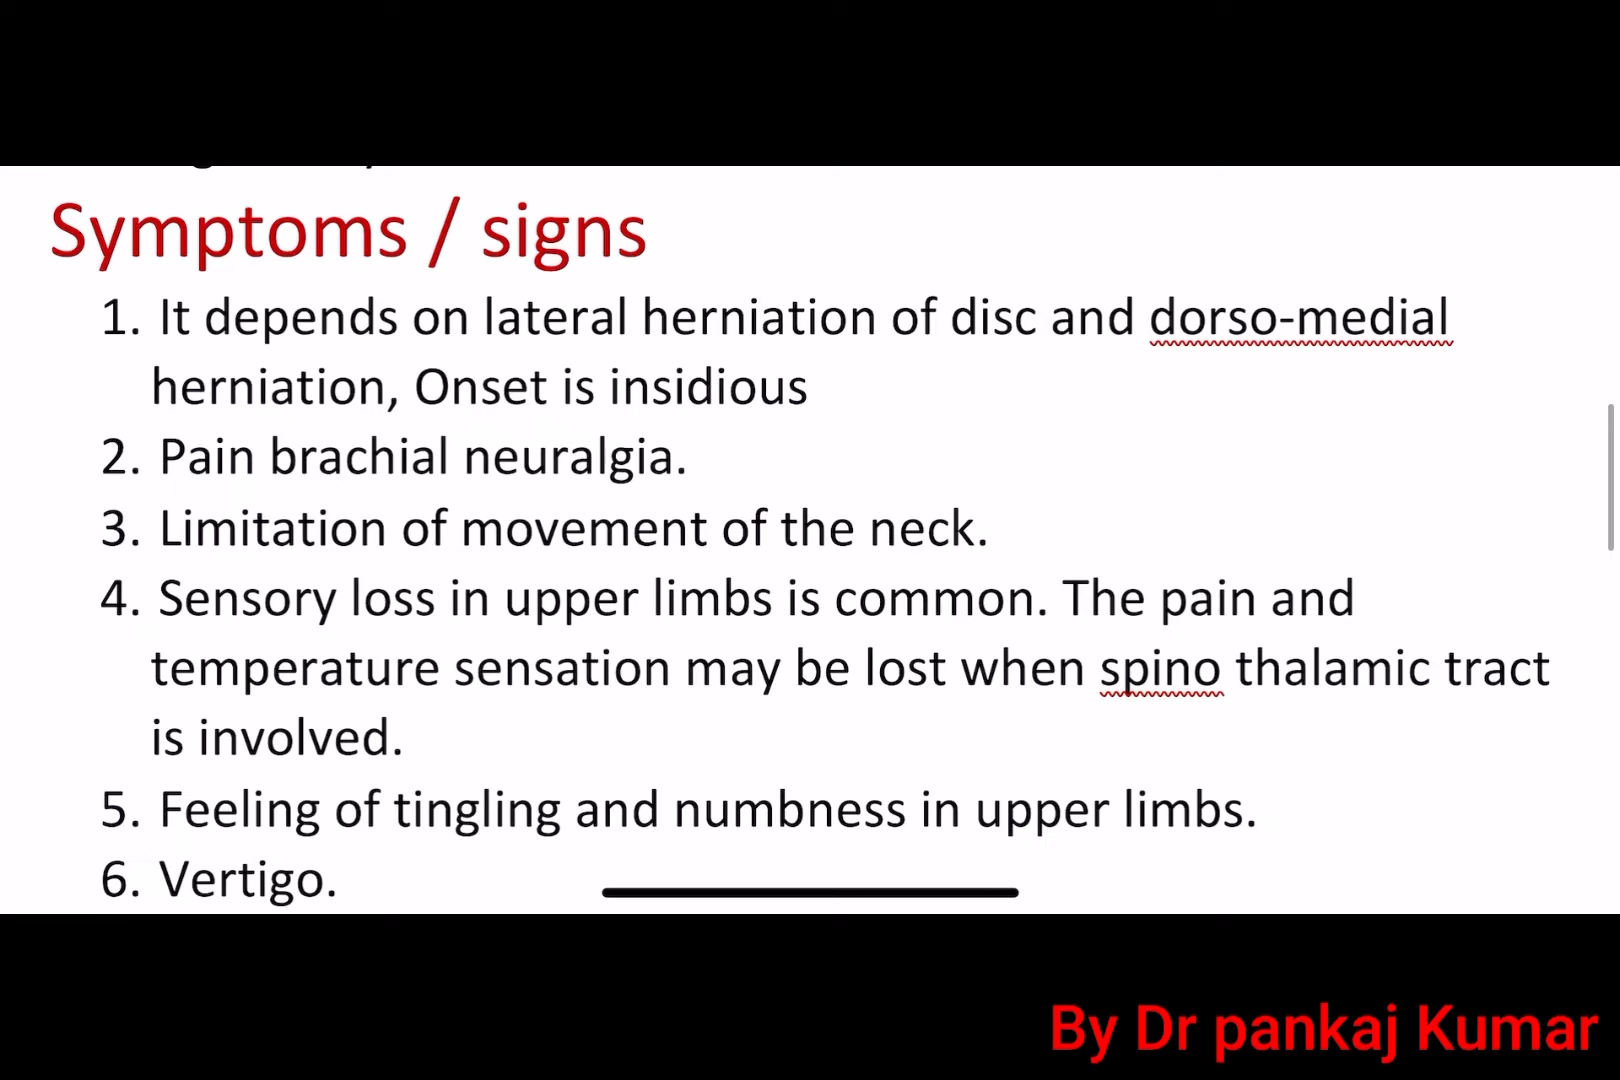 Symptoms / signs
1. It depends on lateral herniation of disc and dorso-medial
herniation, Onset is insidious
2. Pain brachial neuralgia.
3. Limitation of movement of the neck.
4. Sensory loss in upper limbs is common. The pain and
temperature sensation may be lost when spino thalamic tract
is involved.
5. Feeling of tingling and numbness in upper limbs.
6. Vertigo.
By Dr pankaj Kumar